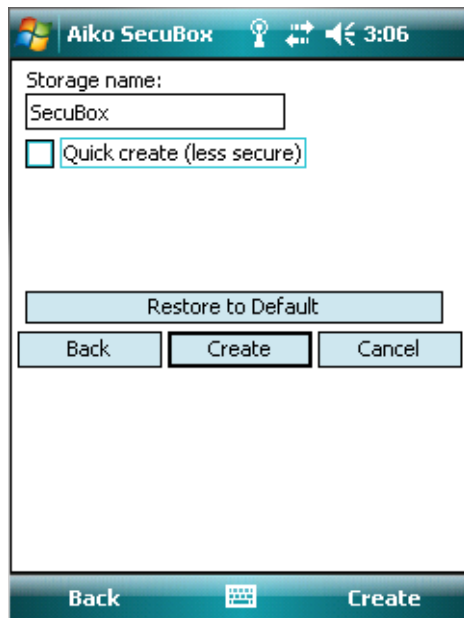 Aiko SecuBox 3:06
Storage name:
SecuBox
Quick create (less secure)
Restore to Default
Back Create Cancel
Back Create